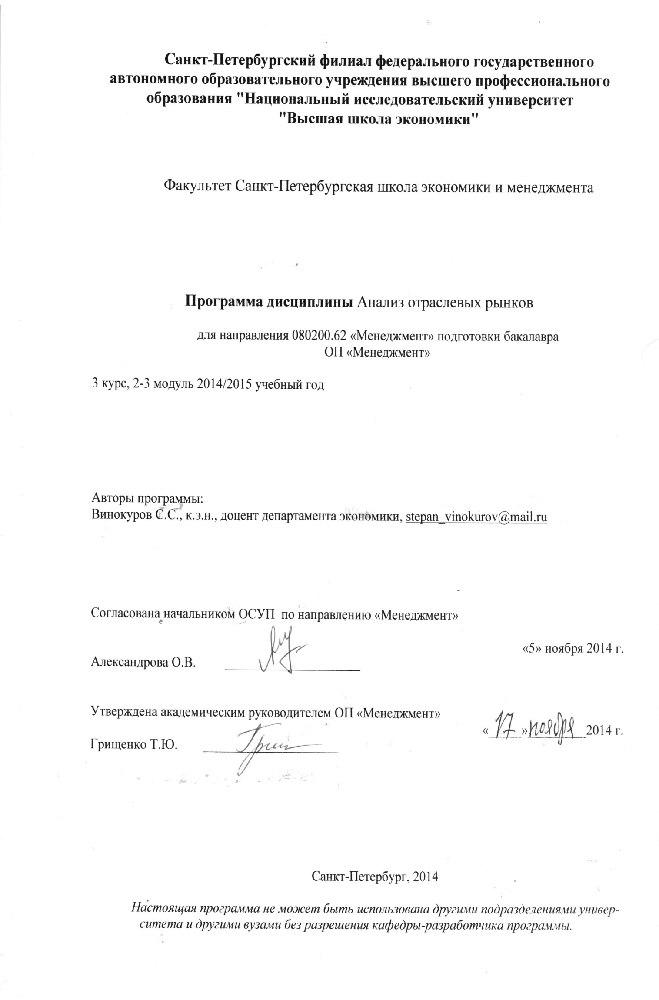 Санкт-Петербургский филиал федерального государственного
автономного образовательного учреждения высшего профессионального
образования "Национальный исследовательский университет
"Высшая школа экономики"
Факультет Санкт-Петербургская школа экономики и менеджмента
Программа дисциплины Анализ отраслевых рынков
для направления 080200.62 «Менеджмент» подготовки бакалавра
ОП «Менеджмент»
3 курс, 2-3 модуль 2014/2015 учебный год
Авторы программы:
Винокуров С.С., к.э.н., доцент департамента экономики, stepan_vinokurov@mail.ru
Согласована начальником ОСУП по направлению «Менеджмент»
«5» ноября 2014 г.
Александрова О.В.
Утверждена академическим руководителем ОП «Менеджмент»
«17» ноября 2014 г.
Грищенко Т.Ю.
Санкт-Петербург, 2014
Настоящая программа не может быть использована другими подразделениями универ-
ситета и другими вузами без разрешения кафедры-разработчика программы.